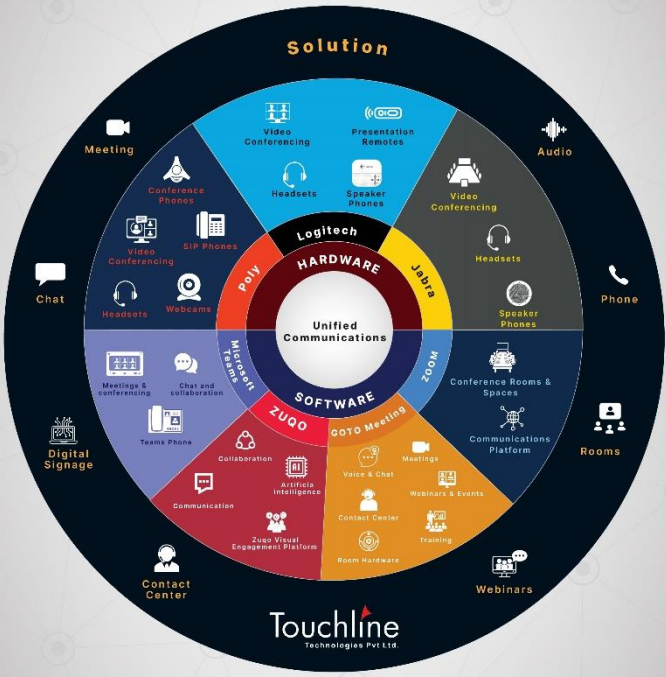 Solution
Meeting
Audio
Chat
Phone
Digital
Signage
Rooms
Contact
Center
Webinars
Touchline
Technologies Pvt Ltd.
Unified
Communications
HARDWARE
SOFTWARE
Logitech
Video
Conferencing
Presentation
Remotes
Headsets
Speaker
Phones
Jabra
Video
Conferencing
Headsets
Speaker
Phones
ZOOM
Conference Rooms &
Spaces
Communications
Platform
GOTO Meeting
Voice & Chat
Meetings
Webinars & Events
Contact Center
Training
Room Hardware
ZUQO
Collaboration
Artificia
Intelligence
Communication
Zuqo Visual
Engagement Platform
Microsoft
Teams
Meetings &
conferencing
Chat and
collaboration
Teams Phone
Poly
Conference
Phones
Video
Conferencing
SIP Phones
Headsets
Webcams